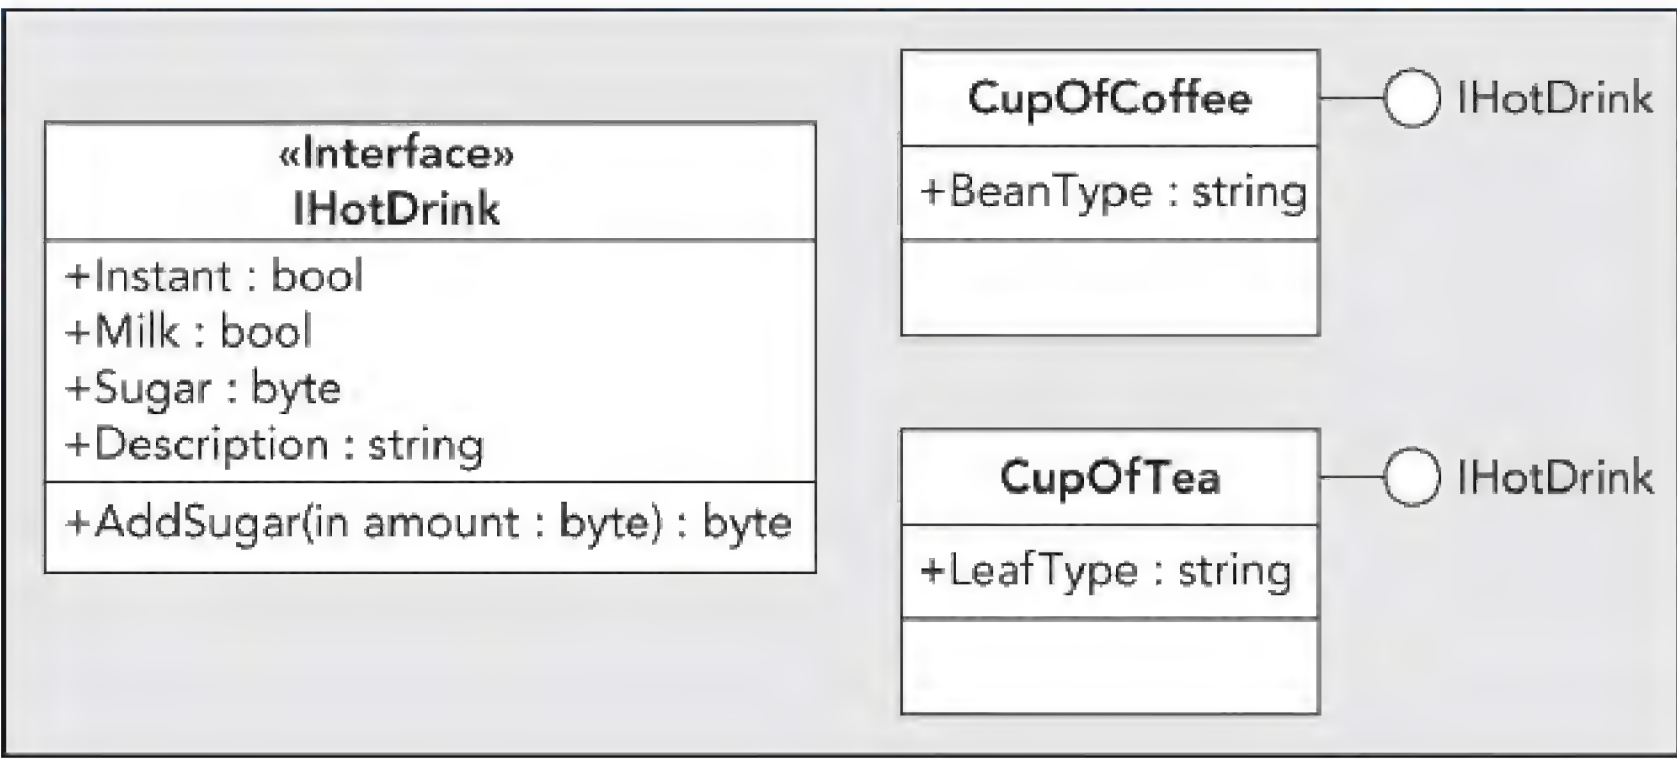 «Interface»
IHotDrink
+Instant : bool
+Milk : bool
+Sugar : byte
+Description : string
+AddSugar(in amount : byte) : byte
CupOfCoffee
IHotDrink
+BeanType : string
CupOfTea
IHotDrink
+LeafType : string